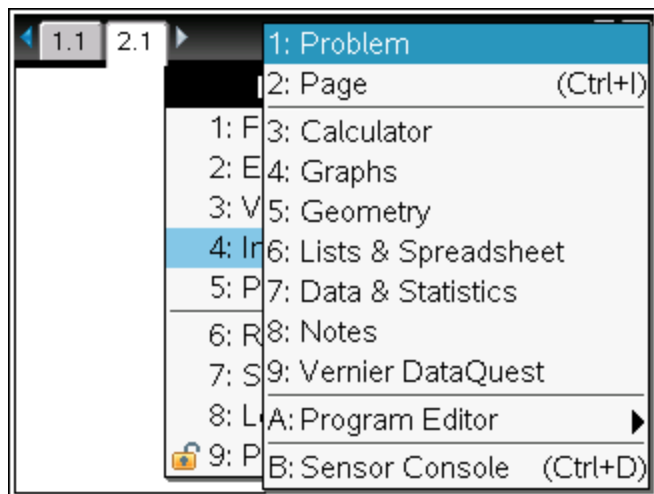 1.1 2.1
1: Problem
2: Page (Ctrl+I)
3: Calculator
4: Graphs
5: Geometry
6: Lists & Spreadsheet
7: Data & Statistics
8: Notes
9: Vernier DataQuest
A: Program Editor
B: Sensor Console (Ctrl+D)
1: F
2: E
3: V
4: In
5: P
6: R
7: S
8: L
9: P